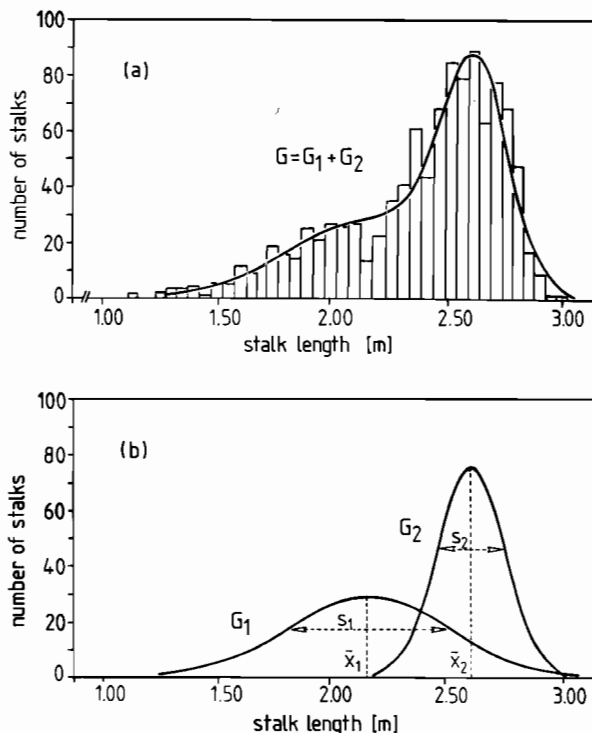 100
(a)
80
60
G=G₁+G₂
40
20
0
number of stalks
1.00 1.50 2.00 2.50 3.00
stalk length [m]
100
(b)
80
60
G₂
s₂
40
G₁
s₁
20
x̄₁ x̄₂
0
number of stalks
1.00 1.50 2.00 2.50 3.00
stalk length [m]